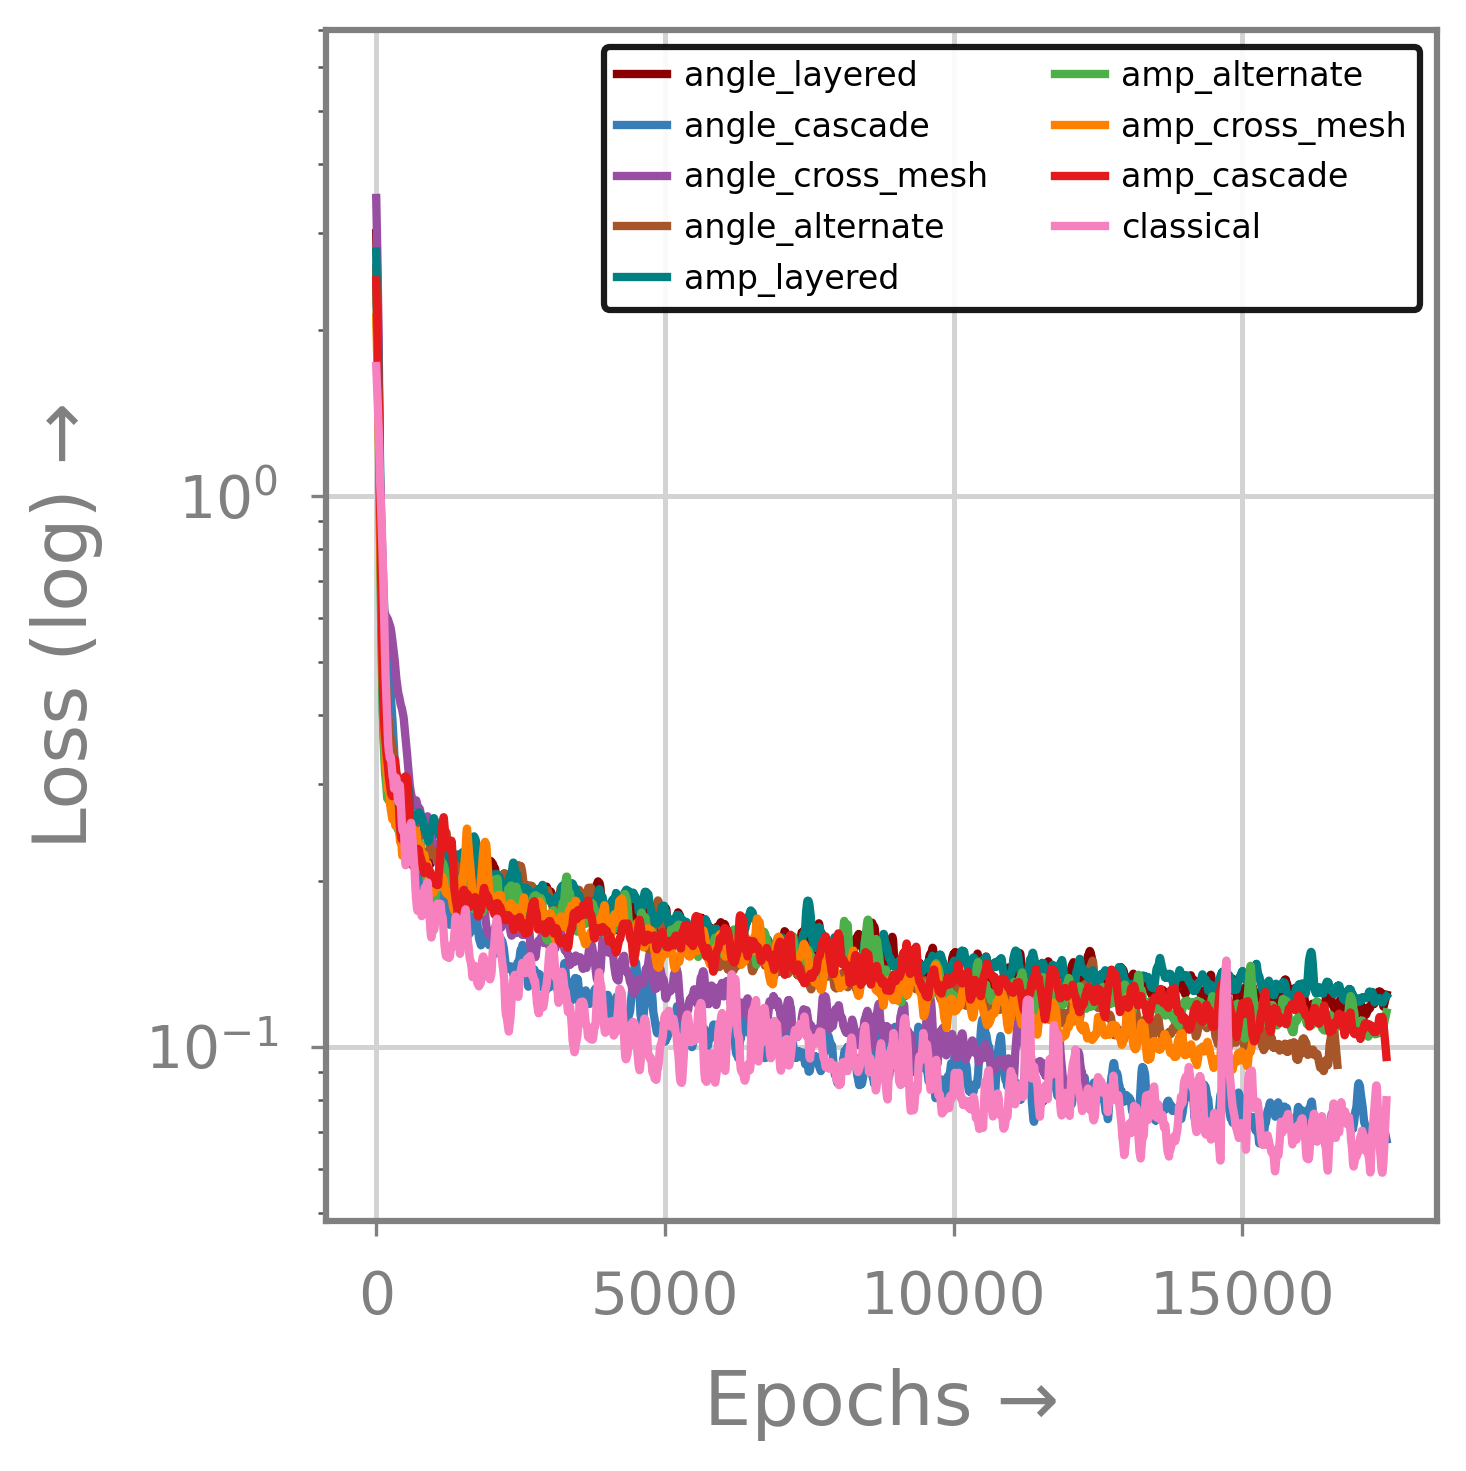 angle_layered
angle_cascade
angle_cross_mesh
angle_alternate
amp_layered
amp_alternate
amp_cross_mesh
amp_cascade
classical
Loss (log) →
10⁰
10⁻¹
0 5000 10000 15000
Epochs →